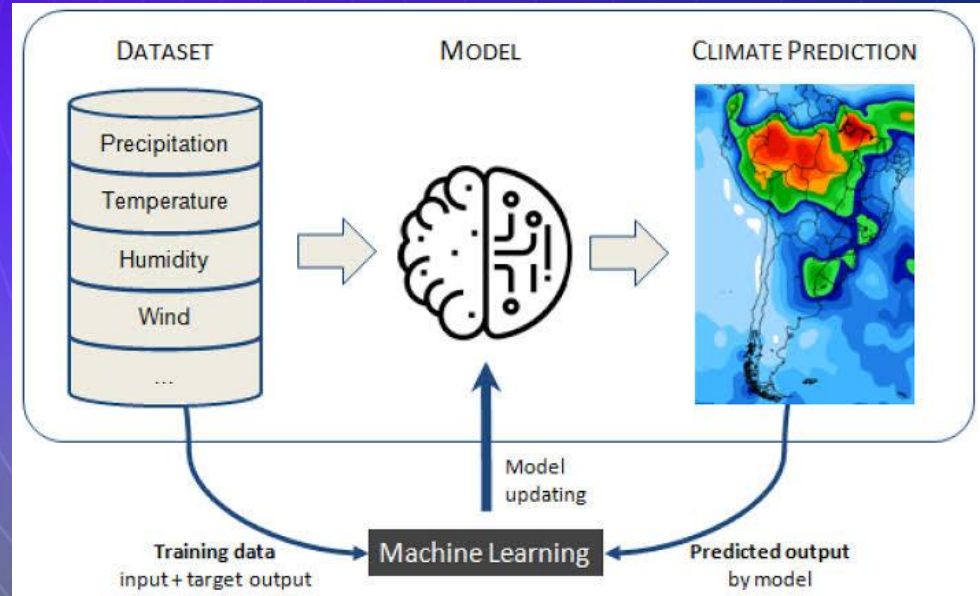 DATASET
MODEL
CLIMATE PREDICTION
Precipitation
Temperature
Humidity
Wind
...
Model
updating
Training data
input + target output
Machine Learning
Predicted output
by model